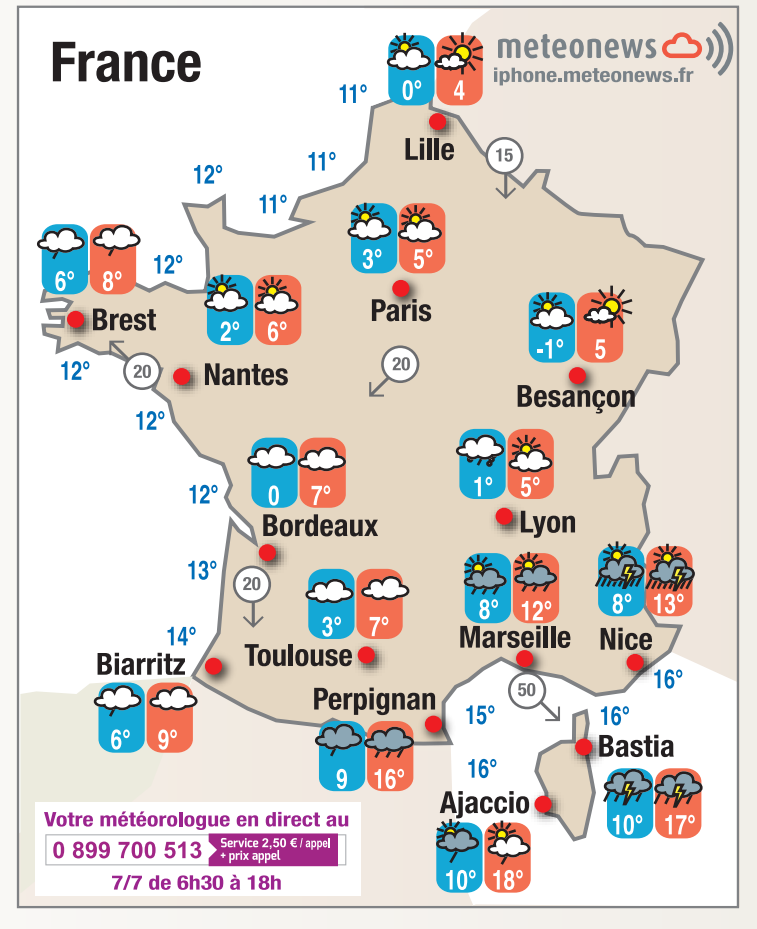 France
meteonews
iphone.meteonews.fr
0° 4
Lille
11°
15
11°
12°
11°
3° 5°
Paris
6° 8°
Brest
12°
2° 6°
Nantes
-1° 5
Besançon
12°
20
20
12°
0 7°
Bordeaux
1° 5°
Lyon
12°
13°
20
3° 7°
Toulouse
8° 12°
Marseille
8° 13°
Nice
14°
Biarritz
6° 9°
Perpignan
9 16°
50
16°
15°
16°
16°
Bastia
10° 17°
Ajaccio
10° 18°
Votre météorologue en direct au
0 899 700 513 Service 2,50 € / appel
+ prix appel
7/7 de 6h30 à 18h